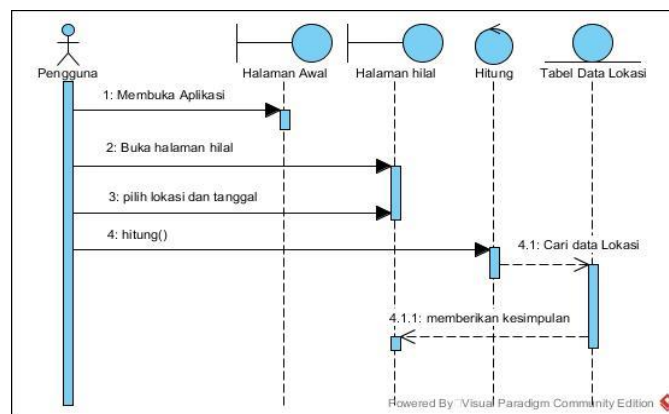 Pengguna
Halaman Awal
Halaman hilal
Hitung
Tabel Data Lokasi
1: Membuka Aplikasi
2: Buka halaman hilal
3: pilih lokasi dan tanggal
4: hitung()
4.1: Cari data Lokasi
4.1.1: memberikan kesimpulan
Powered By Visual Paradigm Community Edition